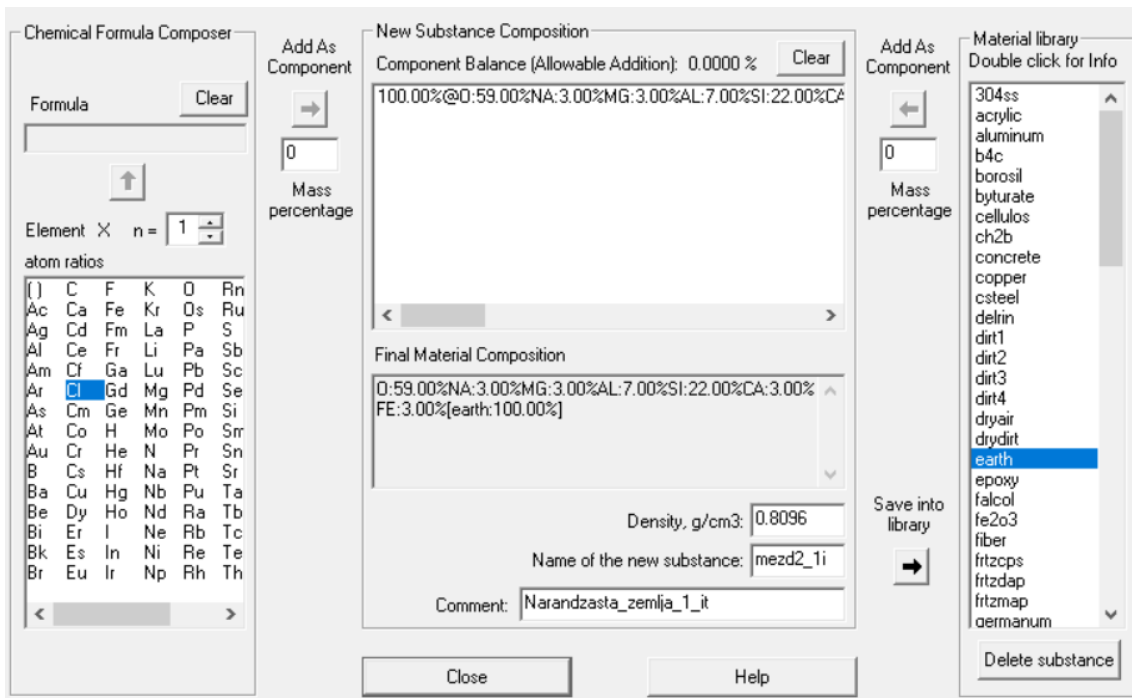 Chemical Formula Composer
Formula
Clear
Element X n = 1
atom ratios
() C F K O Rn
Ac Ca Fe Kr Os Ru
Ag Cd Fm La P S
Al Ce Fr Li Pa Sb
Am Cf Ga Lu Pb Sc
Ar Cl Gd Mg Pd Se
As Cm Ge Mn Pm Si
At Co H Mo Po Sm
Au Cr He N Pr Sn
B Cs Hf Na Pt Sr
Ba Cu Hg Nb Pu Ta
Be Dy Ho Nd Ra Tb
Bi Er I Ne Rb Tc
Bk Es In Ni Re Te
Br Eu Ir Np Rh Th
Add As
Component
0
Mass
percentage
New Substance Composition
Component Balance (Allowable Addition): 0.0000 %
Clear
100.00%@O:59.00%NA:3.00%MG:3.00%AL:7.00%SI:22.00%CA
Final Material Composition
O:59.00%NA:3.00%MG:3.00%AL:7.00%SI:22.00%CA:3.00%
FE:3.00%[earth:100.00%]
Density, g/cm3: 0.8096
Name of the new substance: mezd2_1i
Comment: Narandzasta_zemlja_1_it
Close
Help
Add As
Component
0
Mass
percentage
Save into
library
Material library
Double click for Info
304ss
acrylic
aluminum
b4c
borosil
byturate
cellulos
ch2b
concrete
copper
csteel
delrin
dirt1
dirt2
dirt3
dirt4
dryair
drydirt
earth
epoxy
falcol
fe2o3
fiber
frtzcps
frtzdap
frtzmap
germanum
Delete substance